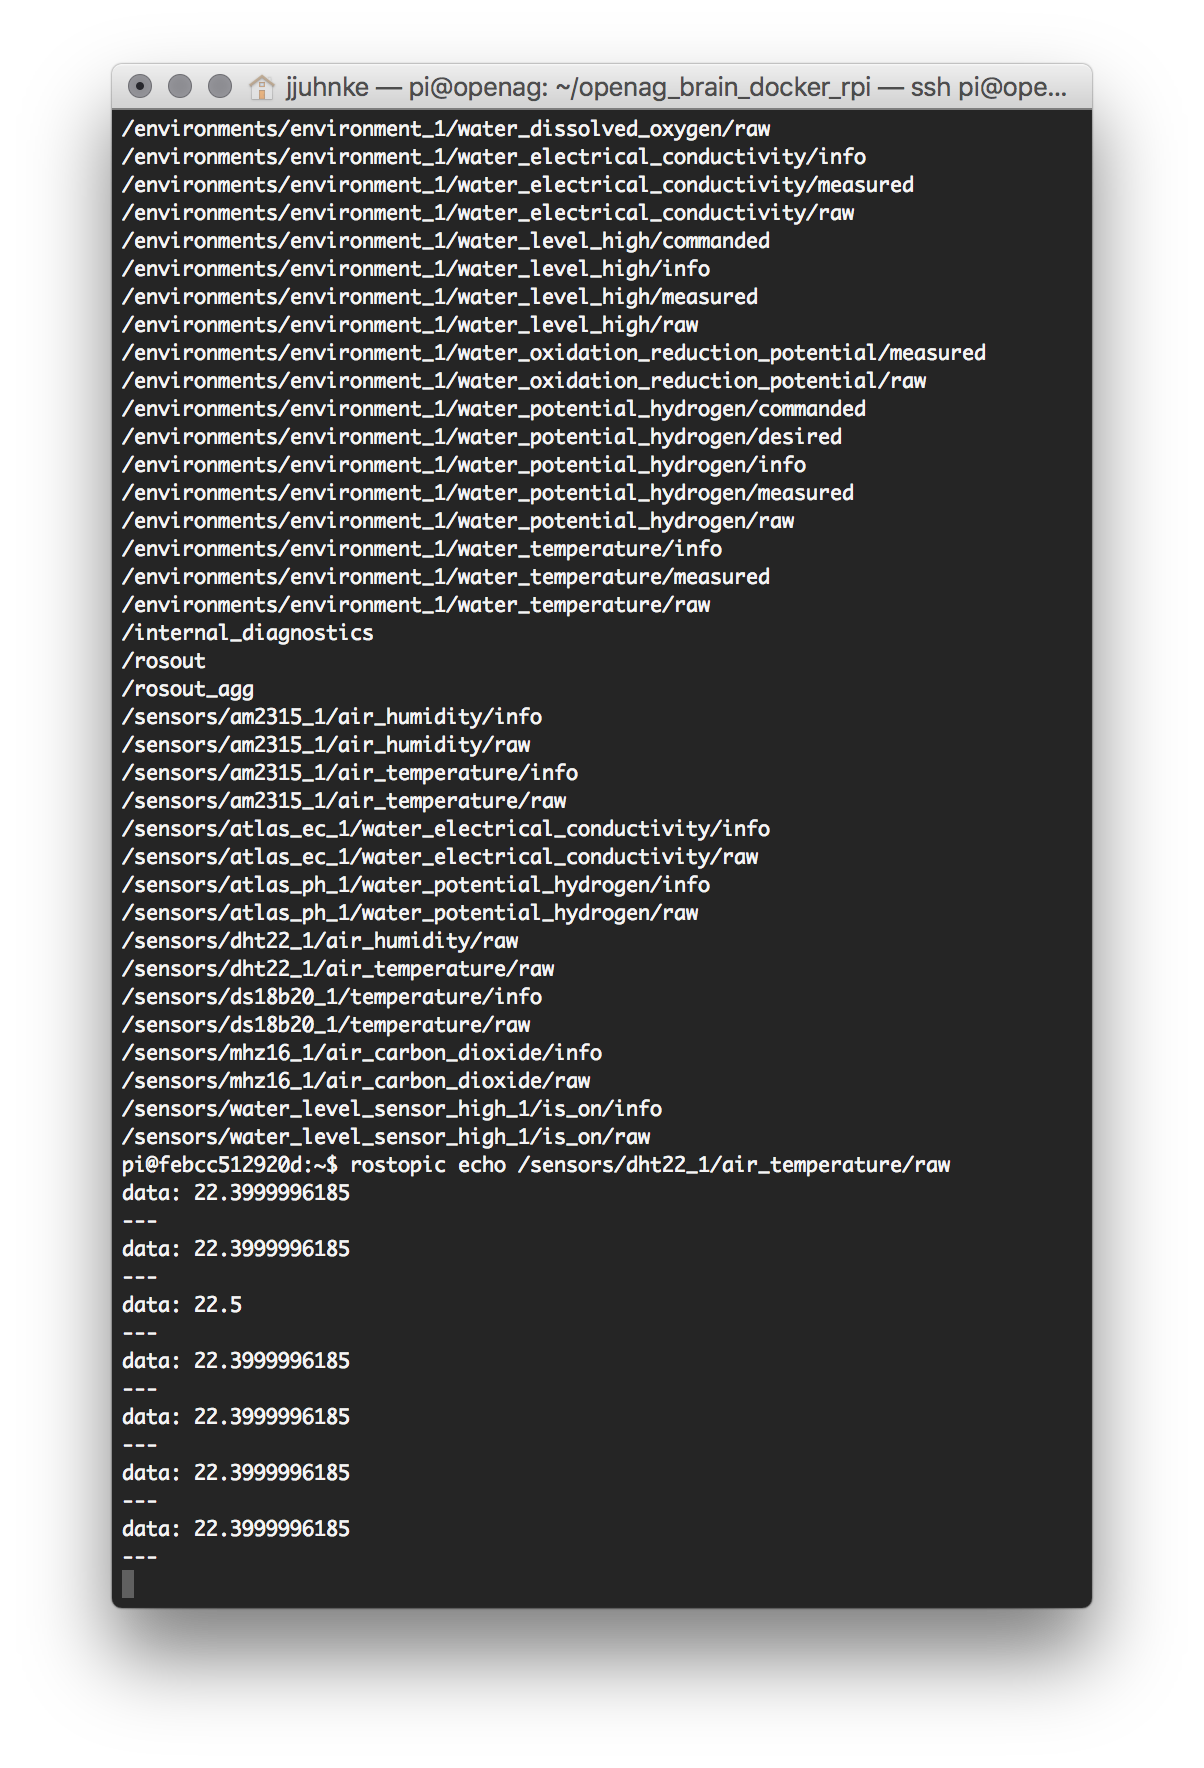 jjuhnke — pi@openag: ~/openag_brain_docker_rpi — ssh pi@ope...
/environments/environment_1/water_dissolved_oxygen/raw
/environments/environment_1/water_electrical_conductivity/info
/environments/environment_1/water_electrical_conductivity/measured
/environments/environment_1/water_electrical_conductivity/raw
/environments/environment_1/water_level_high/commanded
/environments/environment_1/water_level_high/info
/environments/environment_1/water_level_high/measured
/environments/environment_1/water_level_high/raw
/environments/environment_1/water_oxidation_reduction_potential/measured
/environments/environment_1/water_oxidation_reduction_potential/raw
/environments/environment_1/water_potential_hydrogen/commanded
/environments/environment_1/water_potential_hydrogen/desired
/environments/environment_1/water_potential_hydrogen/info
/environments/environment_1/water_potential_hydrogen/measured
/environments/environment_1/water_potential_hydrogen/raw
/environments/environment_1/water_temperature/info
/environments/environment_1/water_temperature/measured
/environments/environment_1/water_temperature/raw
/internal_diagnostics
/rosout
/rosout_agg
/sensors/am2315_1/air_humidity/info
/sensors/am2315_1/air_humidity/raw
/sensors/am2315_1/air_temperature/info
/sensors/am2315_1/air_temperature/raw
/sensors/atlas_ec_1/water_electrical_conductivity/info
/sensors/atlas_ec_1/water_electrical_conductivity/raw
/sensors/atlas_ph_1/water_potential_hydrogen/info
/sensors/atlas_ph_1/water_potential_hydrogen/raw
/sensors/dht22_1/air_humidity/raw
/sensors/dht22_1/air_temperature/raw
/sensors/ds18b20_1/temperature/info
/sensors/ds18b20_1/temperature/raw
/sensors/mhz16_1/air_carbon_dioxide/info
/sensors/mhz16_1/air_carbon_dioxide/raw
/sensors/water_level_sensor_high_1/is_on/info
/sensors/water_level_sensor_high_1/is_on/raw
pi@febcc512920d:~$ rostopic echo /sensors/dht22_1/air_temperature/raw
data: 22.3999996185
---
data: 22.3999996185
---
data: 22.5
---
data: 22.3999996185
---
data: 22.3999996185
---
data: 22.3999996185
---
data: 22.3999996185
---